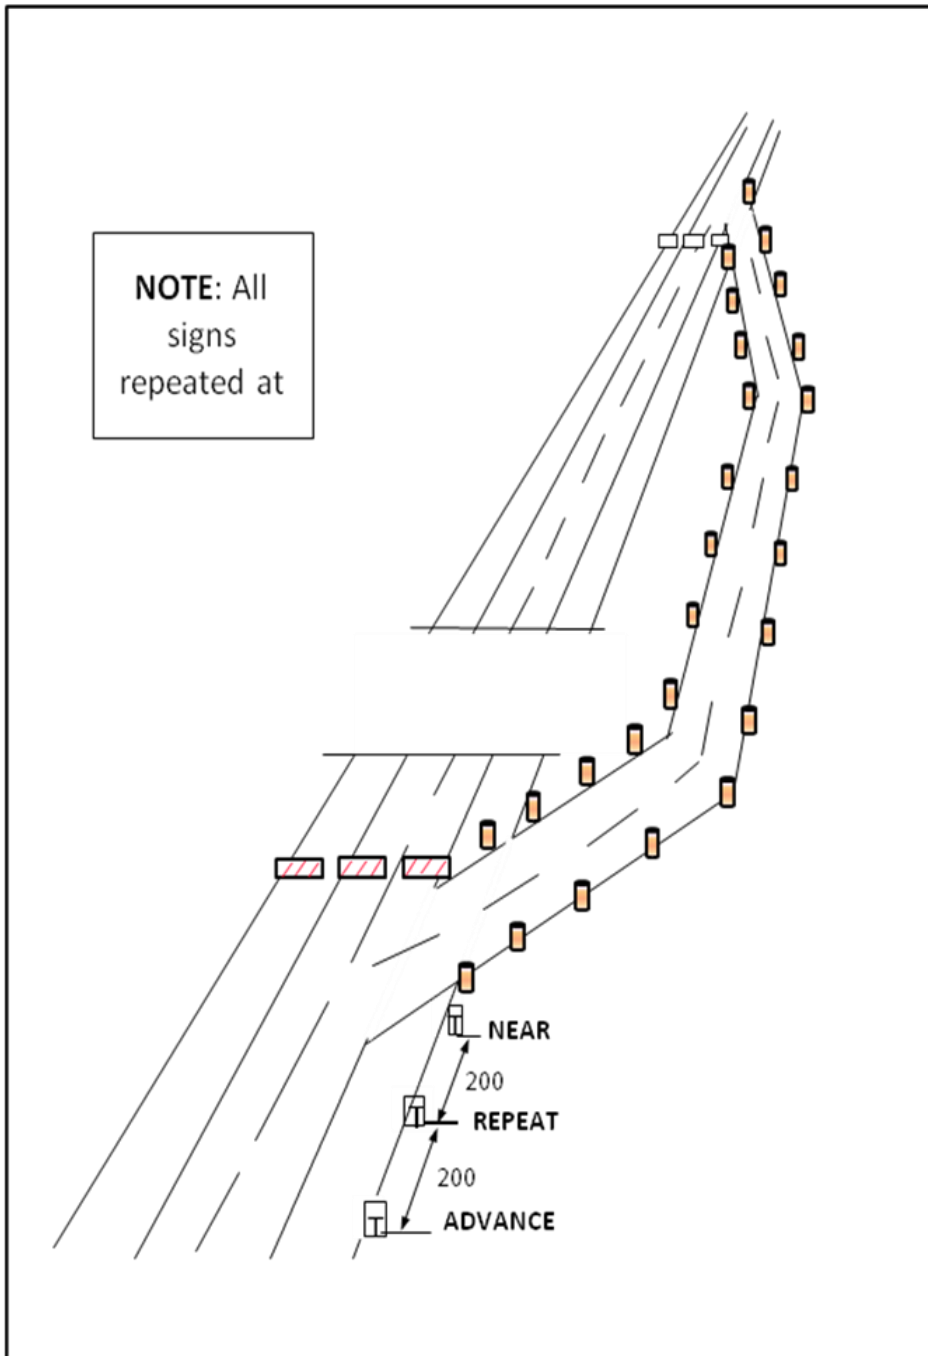 NOTE: All
signs
repeated at
NEAR
200
REPEAT
200
ADVANCE